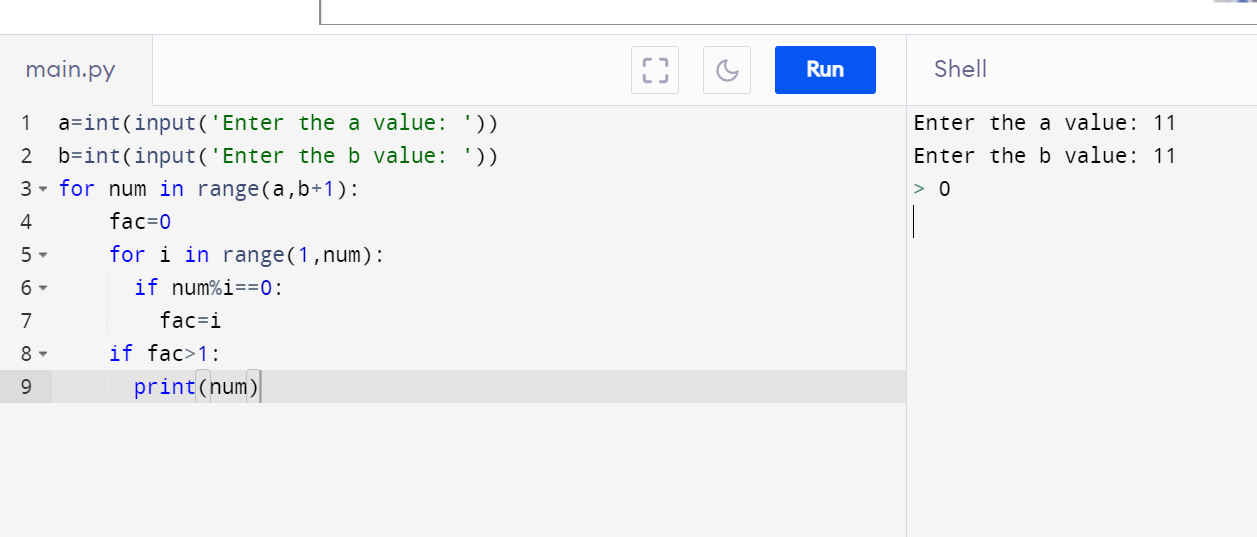 main.py
Run
Shell
1 a=int(input('Enter the a value: '))
2 b=int(input('Enter the b value: '))
3 for num in range(a,b+1):
4 fac=0
5 for i in range(1,num):
6 if num%i==0:
7 fac=i
8 if fac>1:
9 print(num)
Enter the a value: 11
Enter the b value: 11
> 0